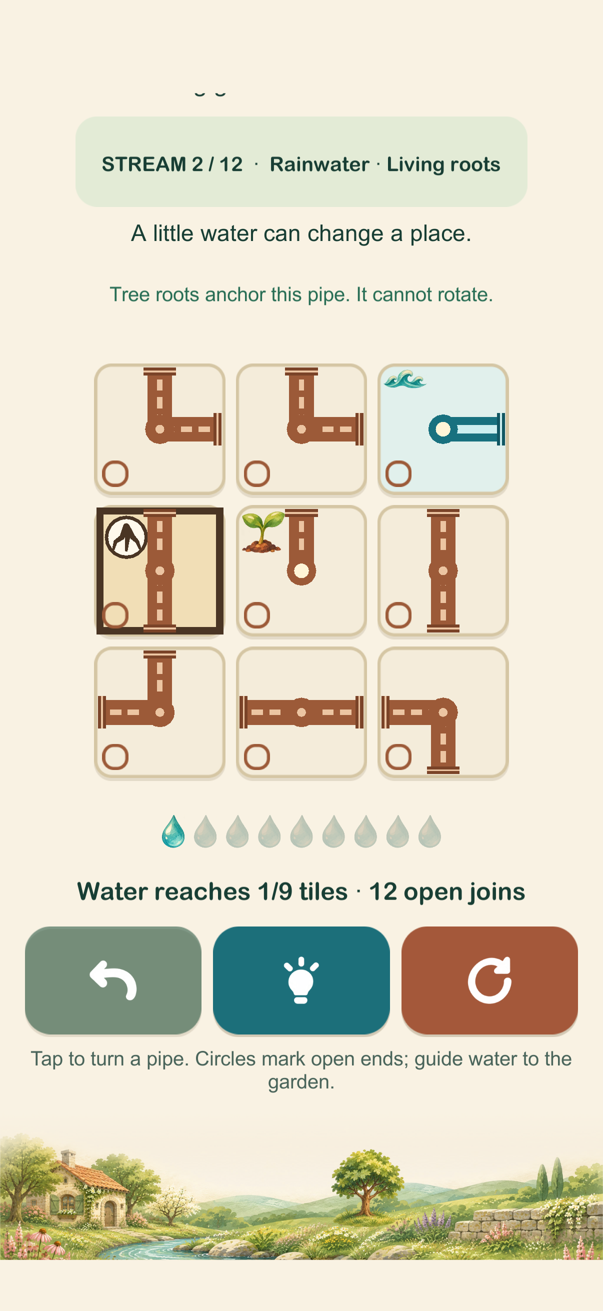 STREAM 2 / 12 · Rainwater · Living roots
A little water can change a place.
Tree roots anchor this pipe. It cannot rotate.
Water reaches 1/9 tiles · 12 open joins
Tap to turn a pipe. Circles mark open ends; guide water to the
garden.